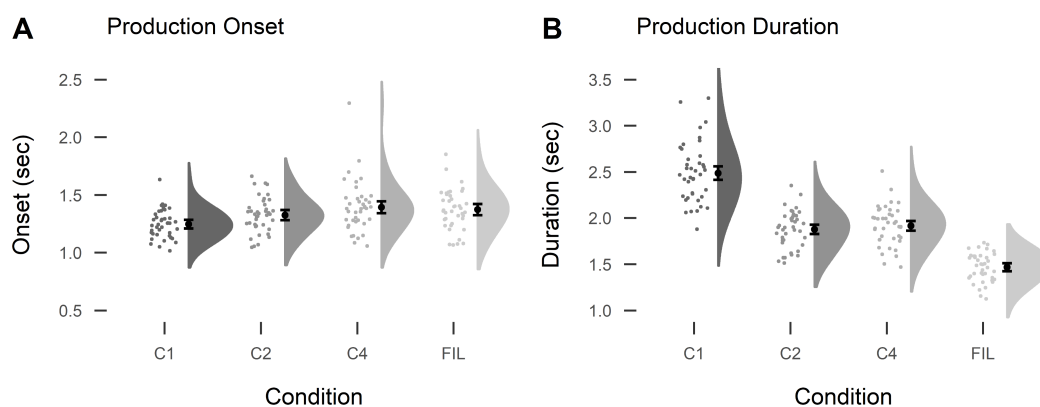 A Production Onset
Onset (sec)
2.5
2.0
1.5
1.0
0.5
C1 C2 C4 FIL
Condition
B Production Duration
Duration (sec)
3.5
3.0
2.5
2.0
1.5
1.0
C1 C2 C4 FIL
Condition